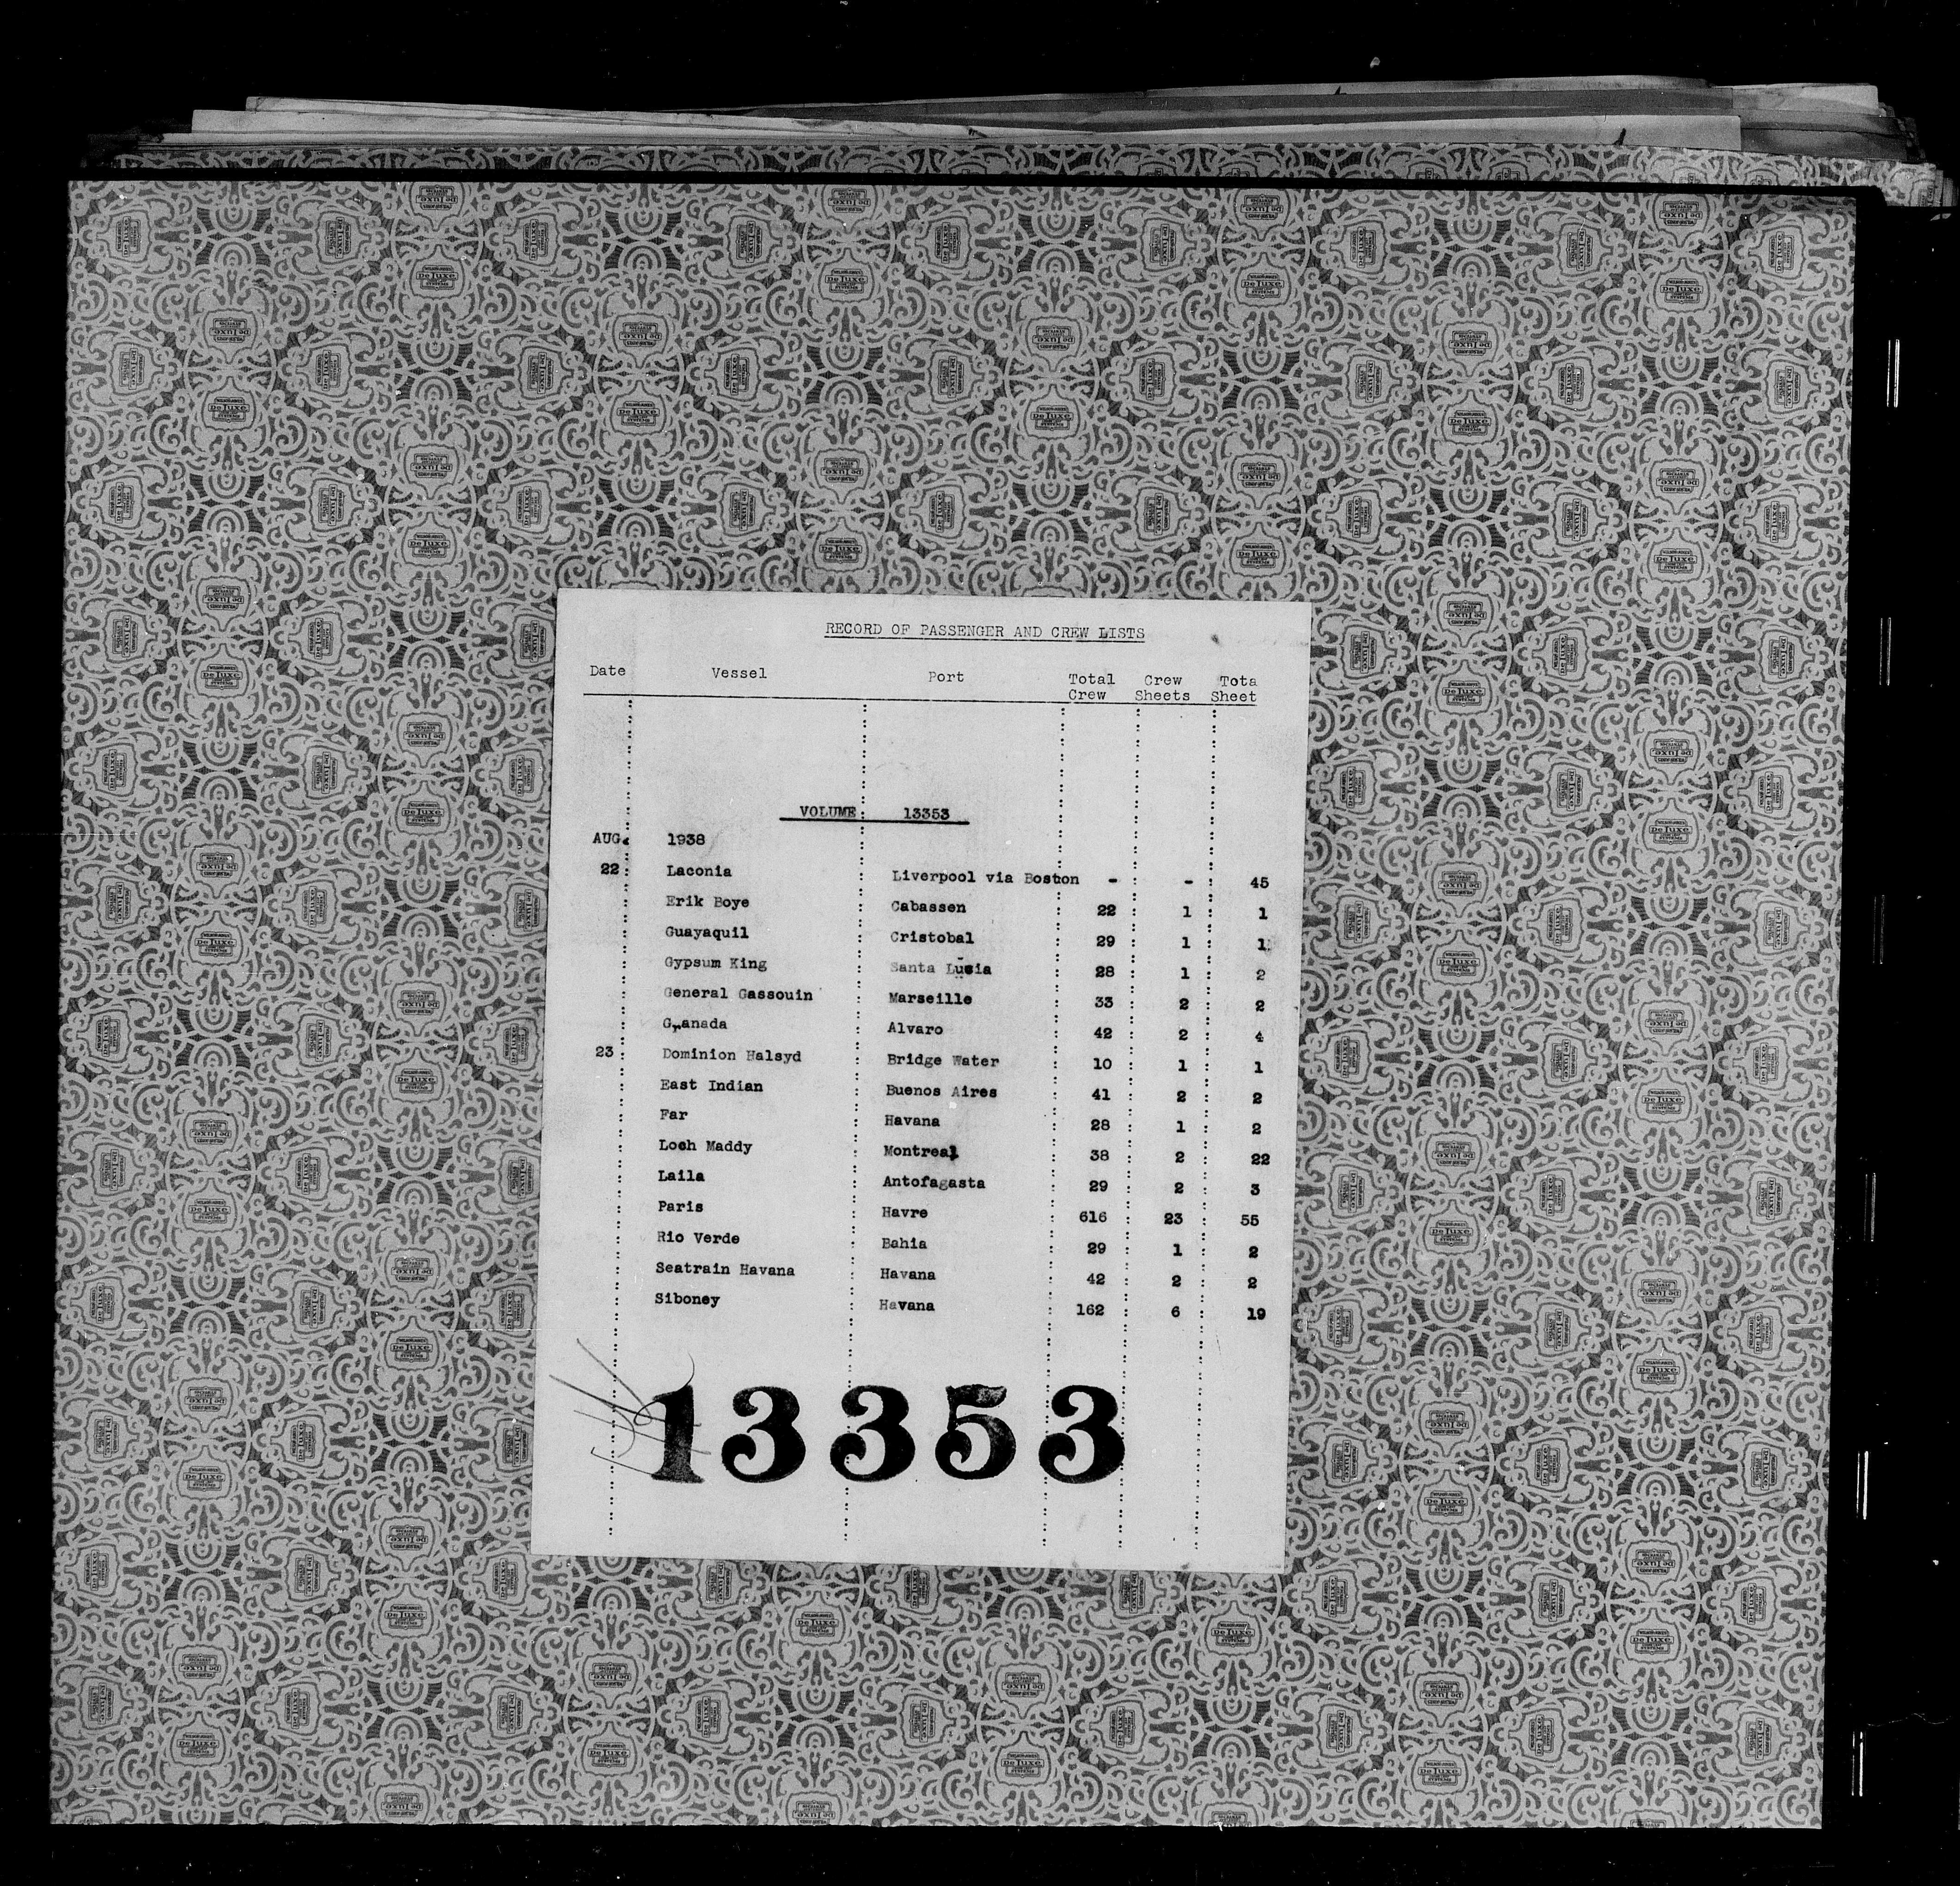 RECORD OF PASSENGER AND CREW LISTS
Date Vessel Port Total Crew Crew Sheets Tota Sheet
VOLUME: 13353
AUG. 1938
22 Laconia Liverpool via Boston - - 45
Erik Boye Cabassen 22 1 1
Guayaquil Cristobal 29 1 1
Gypsum King Santa Lusia 28 1 2
General Gassouin Marseille 33 2 2
Granada Alvaro 42 2 4
23 Dominion Halsyd Bridge Water 10 1 1
East Indian Buenos Aires 41 2 2
Far Havana 28 1 2
Loch Maddy Montreal 38 2 22
Laila Antofagasta 29 2 3
Paris Havre 616 23 55
Rio Verde Bahia 29 1 2
Seatrain Havana Havana 42 2 2
Siboney Havana 162 6 19
13353